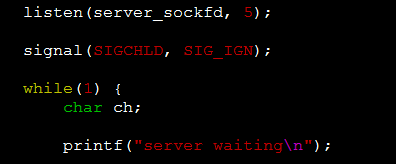 listen(server_sockfd, 5);
signal(SIGCHLD, SIG_IGN);
while(1) {
char ch;
printf("server waiting\n");